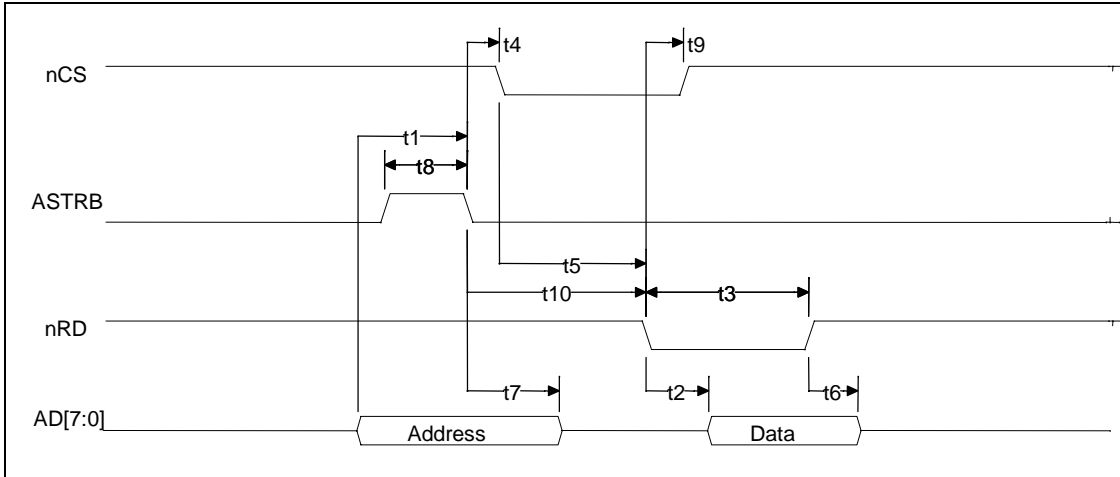 t4
t9
nCS
t1
t8
ASTRB
t5
t10
t3
nRD
t7
t2
t6
AD[7:0]
Address
Data